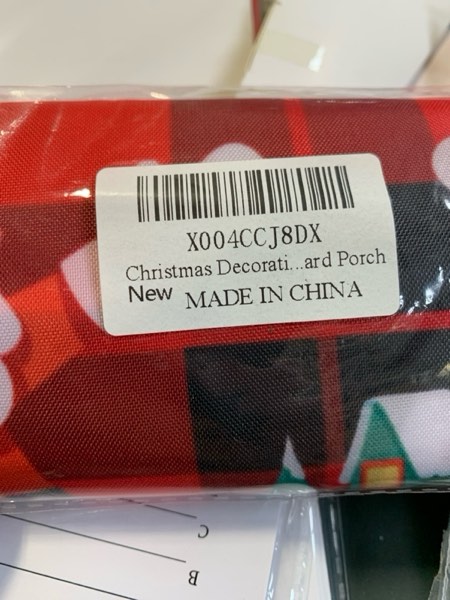 X004CCJ8DX
Christmas Decorati...ard Porch
New MADE IN CHINA
C
B